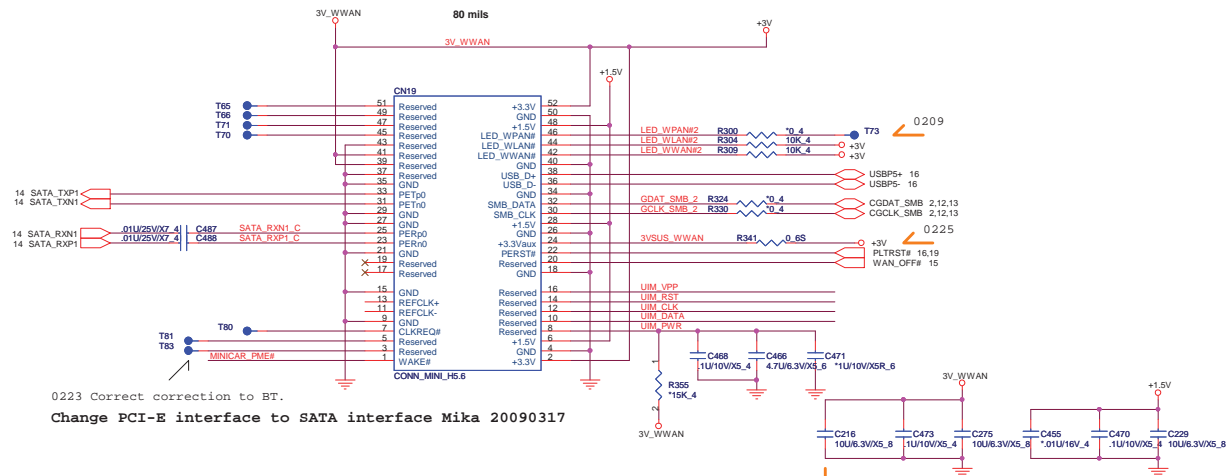 3V_WWAN
80 mils
+3V
3V_WWAN
+1.5V
CN19
T65
T66
T71
T70
51 Reserved +3.3V 52
49 Reserved GND 50
47 Reserved +1.5V 48
45 Reserved LED_WPAN# 46
43 Reserved LED_WLAN# 44
41 Reserved LED_WWAN# 42
39 Reserved GND 40
37 Reserved USB_D+ 38
35 GND USB_D- 36
33 PETp0 GND 34
31 PETn0 SMB_DATA 32
29 GND SMB_CLK 30
27 GND +1.5V 28
25 PERp0 GND 26
23 PERn0 +3.3Vaux 24
21 GND PERST# 22
19 Reserved Reserved 20
17 Reserved GND 18
15 GND Reserved 16
13 REFCLK+ Reserved 14
11 REFCLK- Reserved 12
9 GND Reserved 10
7 CLKREQ# Reserved 8
5 Reserved +1.5V 6
3 Reserved GND 4
1 WAKE# +3.3V 2
CONN_MINI_H5.6
LED_WPAN#2 R300 *0_4 T73 0209
LED_WLAN#2 R304 10K_4 +3V
LED_WWAN#2 R309 10K_4 +3V
USBP5+ 16
USBP5- 16
14 SATA_TXP1
14 SATA_TXN1
GDAT_SMB_2 R324 *0_4 CGDAT_SMB 2,12,13
GCLK_SMB_2 R330 *0_4 CGCLK_SMB 2,12,13
14 SATA_RXN1 .01U/25V/X7_4 C487 SATA_RXN1_C
14 SATA_RXP1 .01U/25V/X7_4 C488 SATA_RXP1_C
3VSUS_WWAN R341 0_6S +3V 0225
PLTRST# 16,19
WAN_OFF# 15
UIM_VPP
UIM_RST
UIM_CLK
UIM_DATA
UIM_PWR
T80
T81
T83
MINICAR_PME#
C468
.1U/10V/X5_4
C466
4.7U/6.3V/X5_6
C471
*1U/10V/X5R_6
1
R355
*15K_4
2
3V_WWAN
0223 Correct correction to BT.
Change PCI-E interface to SATA interface Mika 20090317
3V_WWAN
+1.5V
C216
10U/6.3V/X5_8
C473
.1U/10V/X5_4
C275
10U/6.3V/X5_8
C455
*.01U/16V_4
C470
.1U/10V/X5_4
C229
10U/6.3V/X5_8